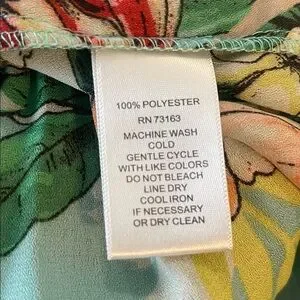 100% POLYESTER
RN 73163
MACHINE WASH
COLD
GENTLE CYCLE
WITH LIKE COLORS
DO NOT BLEACH
LINE DRY
COOL IRON
IF NECESSARY
OR DRY CLEAN